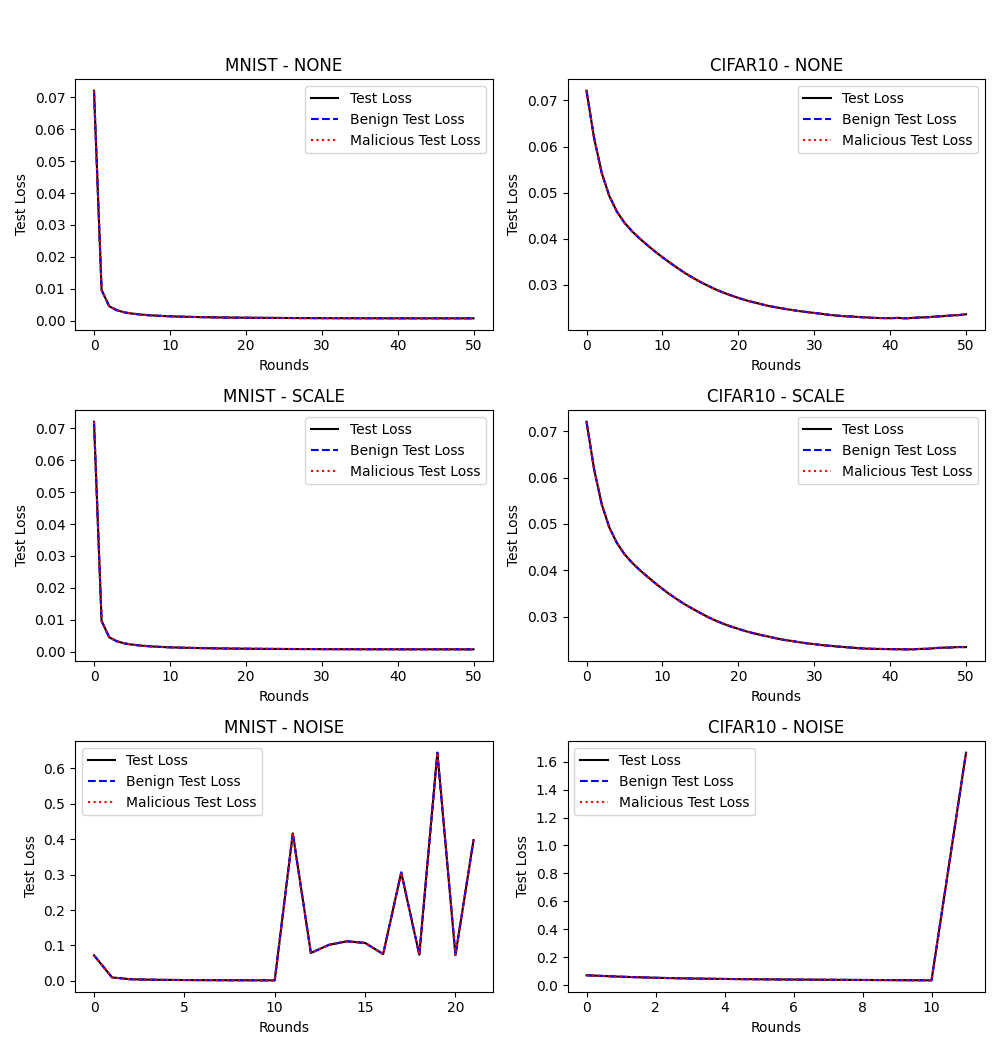 MNIST - NONE
0.07
0.06
0.05
0.04
0.03
0.02
0.01
0.00
Test Loss
Test Loss
Benign Test Loss
Malicious Test Loss
0 10 20 30 40 50
Rounds
CIFAR10 - NONE
0.07
0.06
0.05
0.04
0.03
Test Loss
Test Loss
Benign Test Loss
Malicious Test Loss
0 10 20 30 40 50
Rounds
MNIST - SCALE
0.07
0.06
0.05
0.04
0.03
0.02
0.01
0.00
Test Loss
Test Loss
Benign Test Loss
Malicious Test Loss
0 10 20 30 40 50
Rounds
CIFAR10 - SCALE
0.07
0.06
0.05
0.04
0.03
Test Loss
Test Loss
Benign Test Loss
Malicious Test Loss
0 10 20 30 40 50
Rounds
MNIST - NOISE
0.6
0.5
0.4
0.3
0.2
0.1
0.0
Test Loss
Test Loss
Benign Test Loss
Malicious Test Loss
0 5 10 15 20
Rounds
CIFAR10 - NOISE
1.6
1.4
1.2
1.0
0.8
0.6
0.4
0.2
0.0
Test Loss
Test Loss
Benign Test Loss
Malicious Test Loss
0 2 4 6 8 10
Rounds